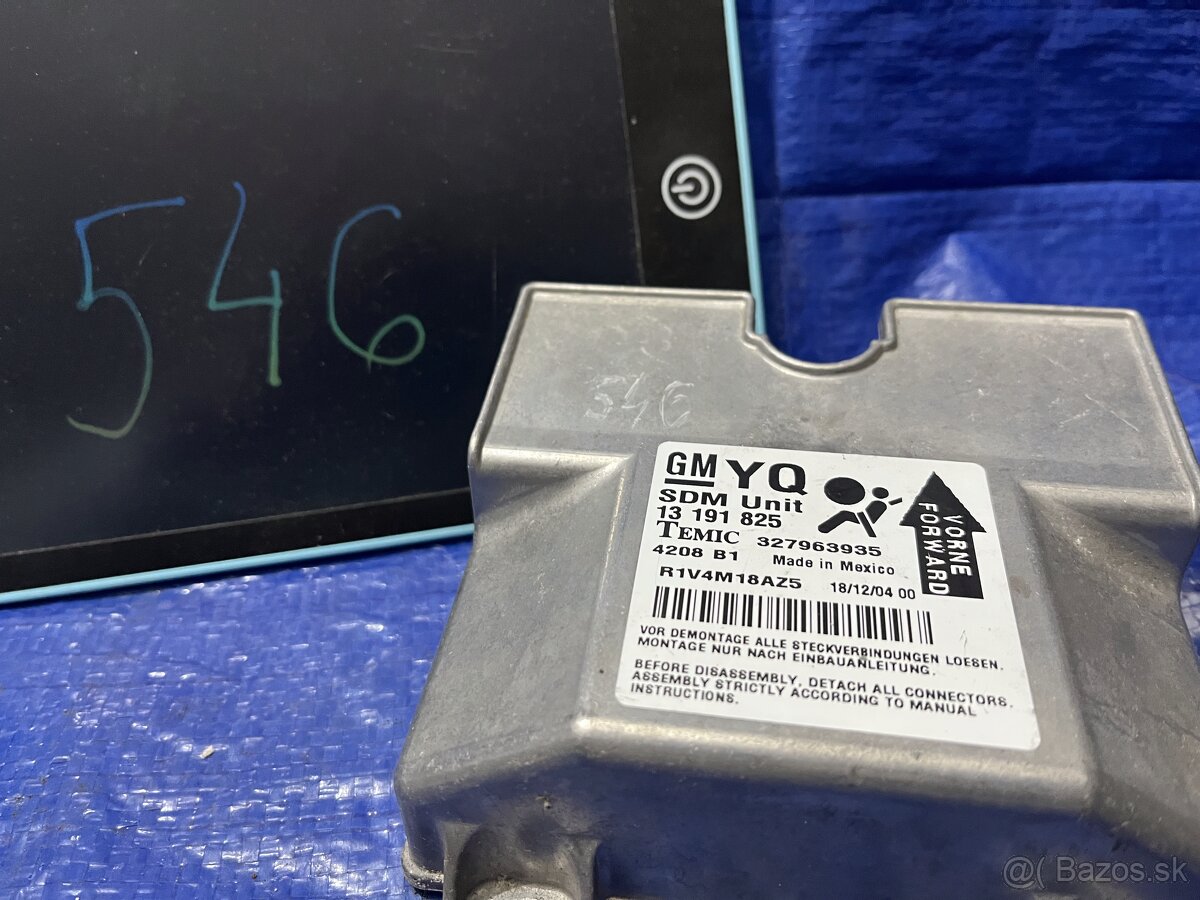 546
546
GM YQ
SDM Unit
13 191 825
TEMIC 327963935
4208 B1 Made in Mexico
R1V4M18AZ5 18/12/04 00
VORNE
FORWARD
VOR DEMONTAGE ALLE STECKVERBINDUNGEN LOESEN.
MONTAGE NUR NACH EINBAUANLEITUNG.
BEFORE DISASSEMBLY, DETACH ALL CONNECTORS.
ASSEMBLY STRICTLY ACCORDING TO MANUAL
INSTRUCTIONS.
Bazos.sk